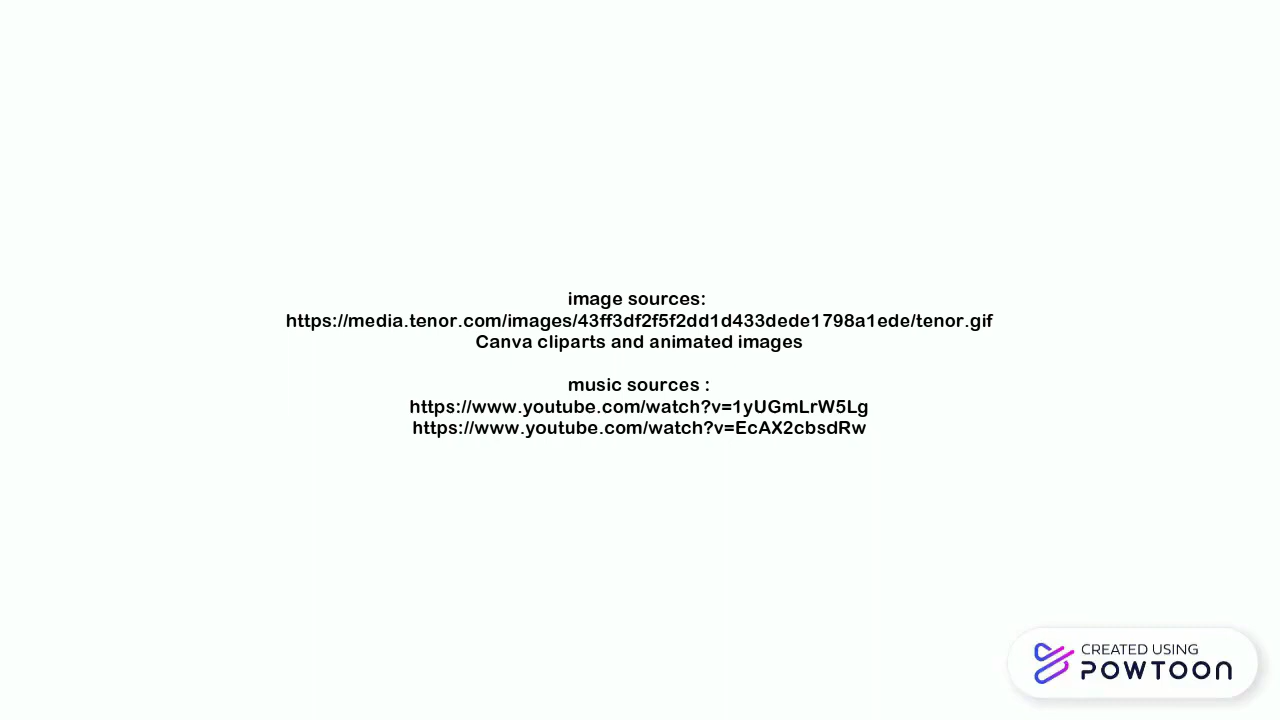 image sources:
https://media.tenor.com/images/43ff3df2f5f2dd1d433dede1798a1ede/tenor.gif
Canva cliparts and animated images
music sources :
https://www.youtube.com/watch?v=1yUGmLrW5Lg
https://www.youtube.com/watch?v=EcAX2cbsdRw
CREATED USING
POWTOON